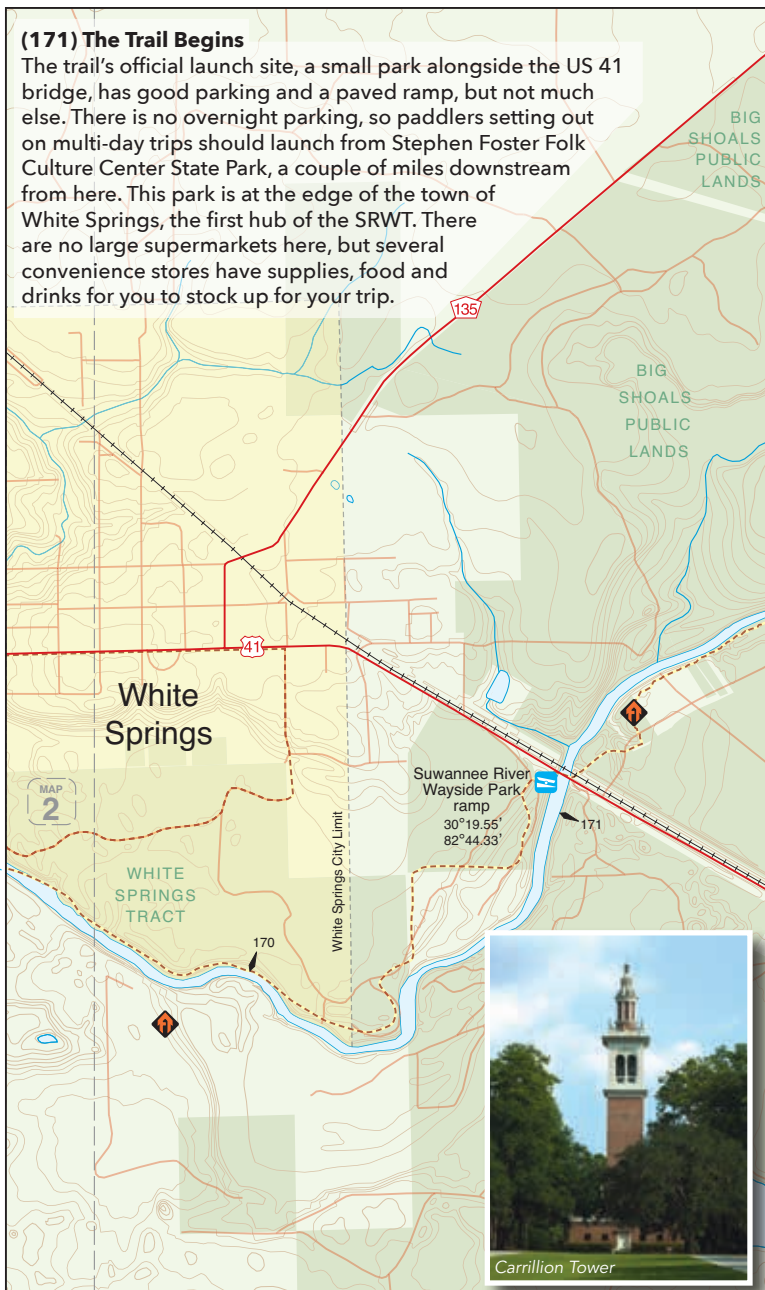 (171) The Trail Begins
The trail's official launch site, a small park alongside the US 41
bridge, has good parking and a paved ramp, but not much
else. There is no overnight parking, so paddlers setting out
on multi-day trips should launch from Stephen Foster Folk
Culture Center State Park, a couple of miles downstream
from here. This park is at the edge of the town of
White Springs, the first hub of the SRWT. There
are no large supermarkets here, but several
convenience stores have supplies, food and
drinks for you to stock up for your trip.
BIG
SHOALS
PUBLIC
LANDS
135
BIG
SHOALS
PUBLIC
LANDS
41
White
Springs
MAP
2
Suwannee River
Wayside Park
ramp
30°19.55'
82°44.33'
171
White Springs City Limit
WHITE
SPRINGS
TRACT
170
Carrillion Tower